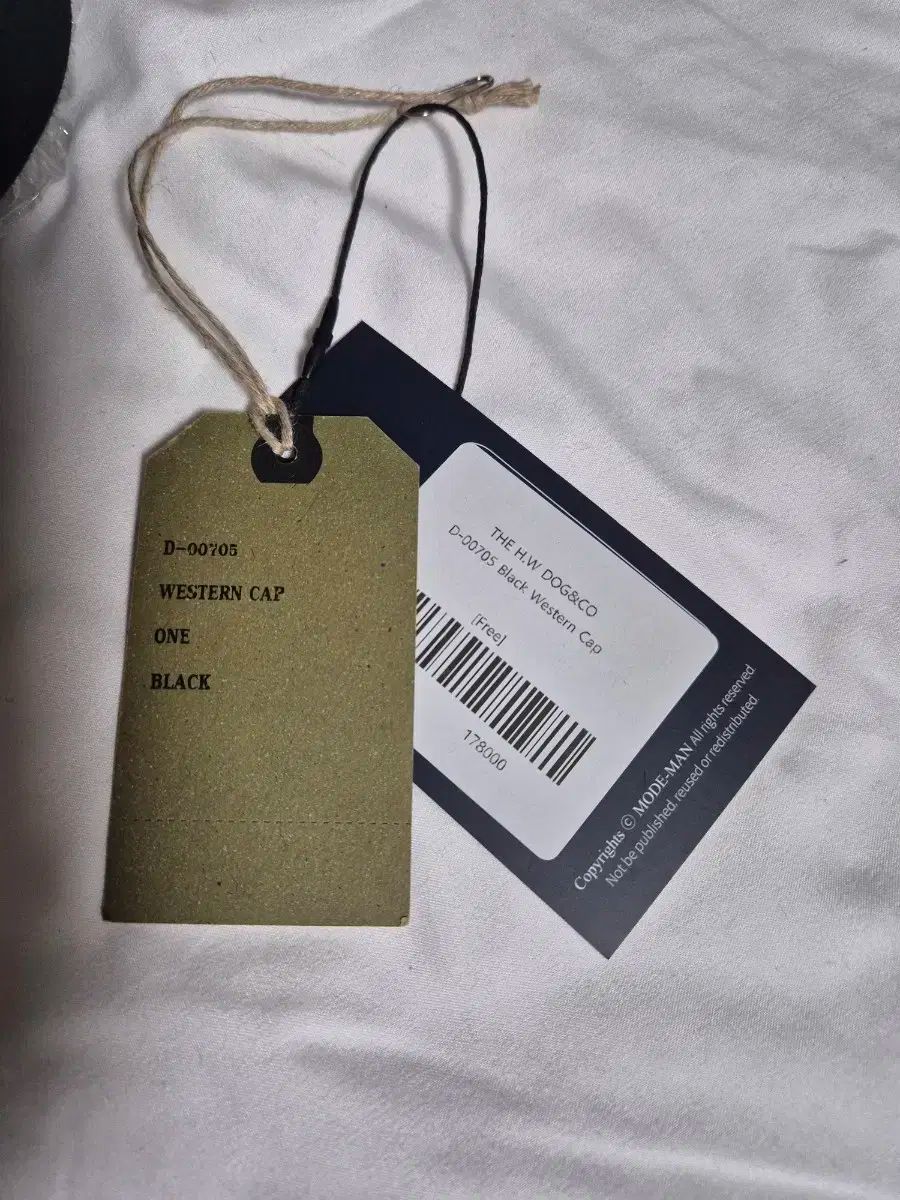 D-00705
WESTERN CAP
ONE
BLACK
THE H.W DOG&CO
D-00705 Black Western Cap
[Free]
178000
Copyrights © MODE-MAN All rights reserved.
Not be published, reused or redistributed.